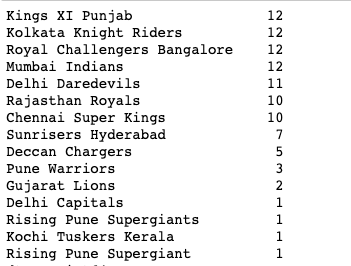 Kings XI Punjab 12
Kolkata Knight Riders 12
Royal Challengers Bangalore 12
Mumbai Indians 12
Delhi Daredevils 11
Rajasthan Royals 10
Chennai Super Kings 10
Sunrisers Hyderabad 7
Deccan Chargers 5
Pune Warriors 3
Gujarat Lions 2
Delhi Capitals 1
Rising Pune Supergiants 1
Kochi Tuskers Kerala 1
Rising Pune Supergiant 1